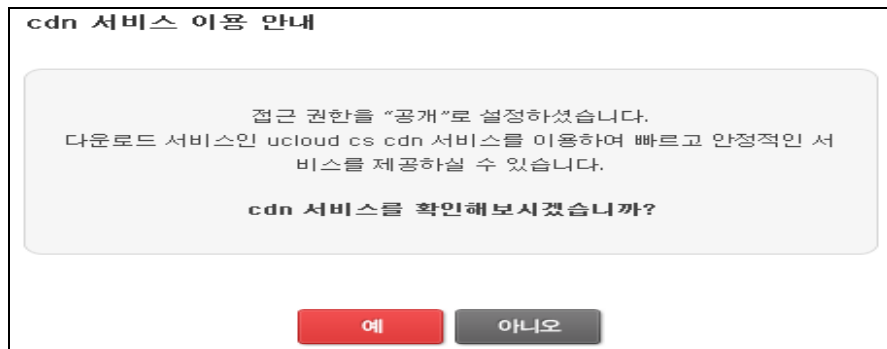 cdn 서비스 이용 안내
접근 권한을 “공개”로 설정하셨습니다.
다운로드 서비스인 ucloud cs cdn 서비스를 이용하여 빠르고 안정적인 서
비스를 제공하실 수 있습니다.
cdn 서비스를 확인해보시겠습니까?
예
아니오